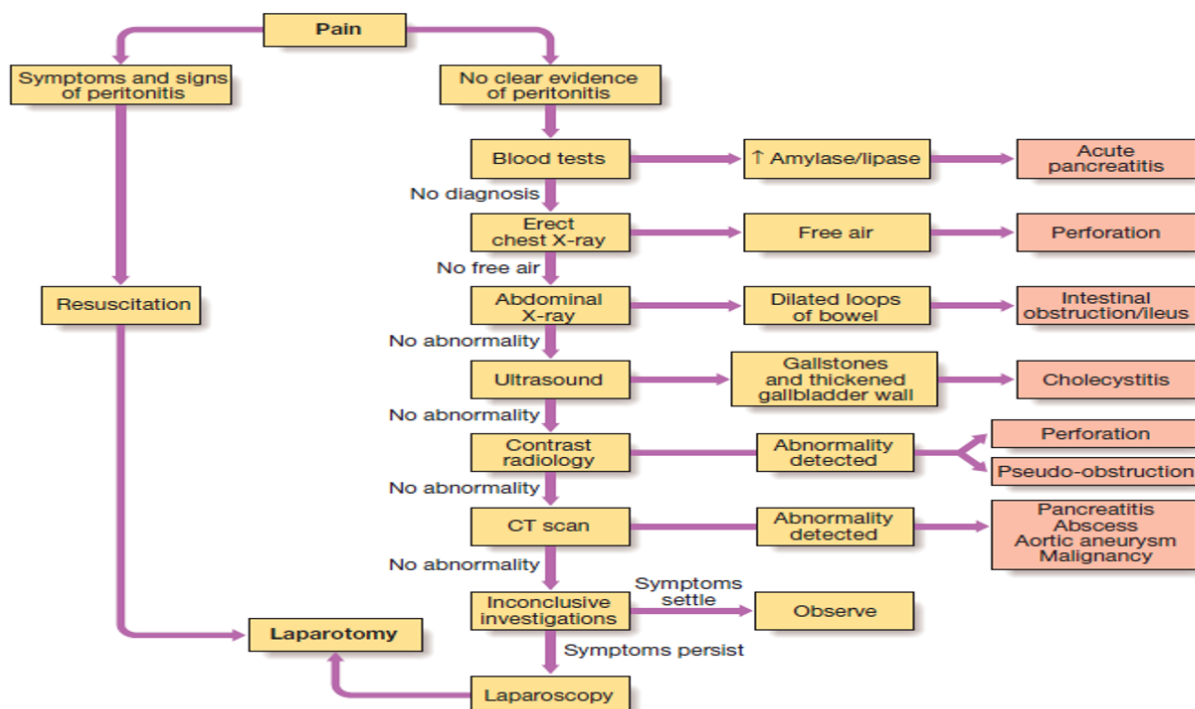 Pain
Symptoms and signs
of peritonitis
No clear evidence
of peritonitis
Blood tests
↑ Amylase/lipase
Acute
pancreatitis
No diagnosis
Erect
chest X-ray
Free air
Perforation
No free air
Resuscitation
Abdominal
X-ray
Dilated loops
of bowel
Intestinal
obstruction/ileus
No abnormality
Ultrasound
Gallstones
and thickened
gallbladder wall
Cholecystitis
No abnormality
Contrast
radiology
Abnormality
detected
Perforation
Pseudo-obstruction
No abnormality
CT scan
Abnormality
detected
Pancreatitis
Abscess
Aortic aneurysm
Malignancy
No abnormality
Inconclusive
investigations
Symptoms
settle
Observe
Laparotomy
Symptoms persist
Laparoscopy